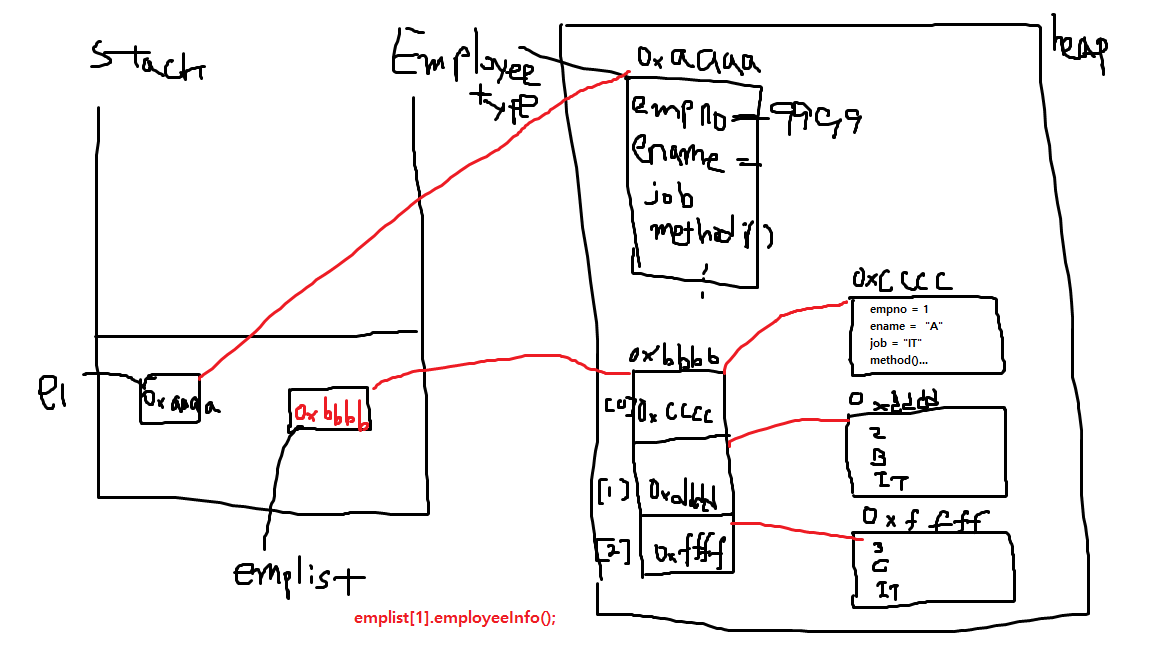 Stack
Employee
type
heap
0xaaaa
empno = 9999
ename =
job
method()
e1
0xaaaa
0xbbbb
emplist
0xbbbb
[0]
0xcccc
[1]
0xdddd
[2]
0xffff
0xcccc
empno = 1
ename = "A"
job = "IT"
method()...
0xdddd
2
B
IT
0xffff
3
C
IT
emplist[1].employeeInfo();